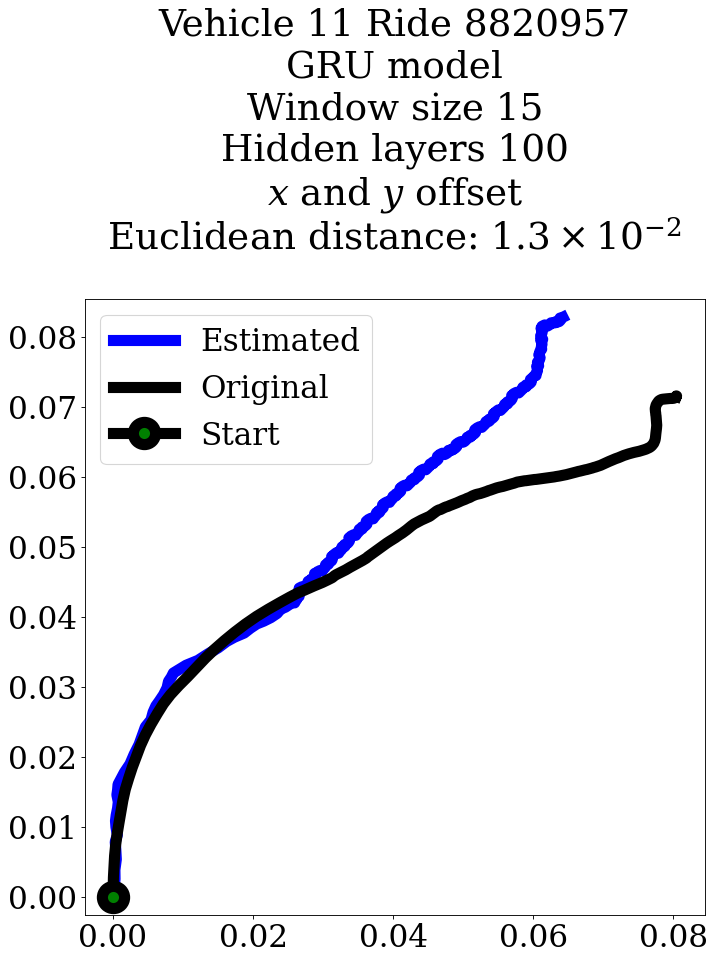 Vehicle 11 Ride 8820957
GRU model
Window size 15
Hidden layers 100
x and y offset
Euclidean distance: 1.3 × 10⁻²
Estimated
Original
Start
0.08
0.07
0.06
0.05
0.04
0.03
0.02
0.01
0.00
0.00 0.02 0.04 0.06 0.08